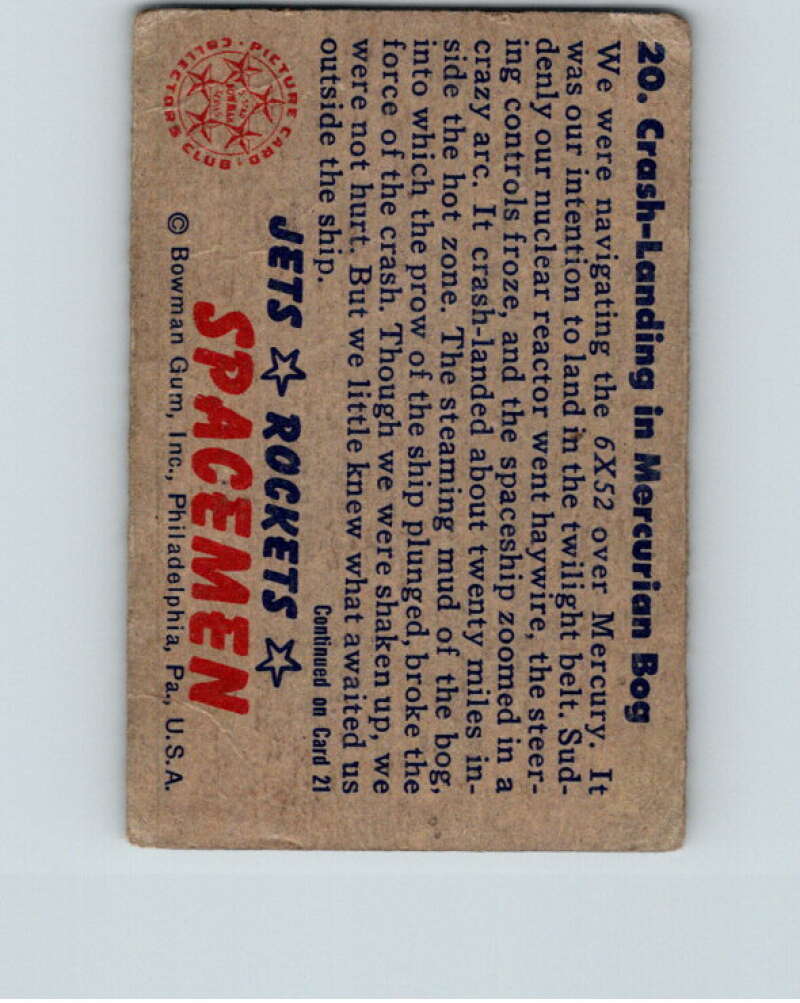 20. Crash-Landing in Mercurian Bog
We were navigating the 6X52 over Mercury. It
was our intention to land in the twilight belt. Sud-
denly our nuclear reactor went haywire, the steer-
ing controls froze, and the spaceship zoomed in a
crazy arc. It crash-landed about twenty miles in-
side the hot zone. The steaming mud of the bog,
into which the prow of the ship plunged, broke the
force of the crash. Though we were shaken up, we
were not hurt. But we little knew what awaited us
outside the ship.
Continued on Card 21
JETS ☆ ROCKETS ☆
SPACEMEN
© Bowman Gum, Inc., Philadelphia, Pa., U.S.A.
PICTURE CARD
COLLECTORS CLUB